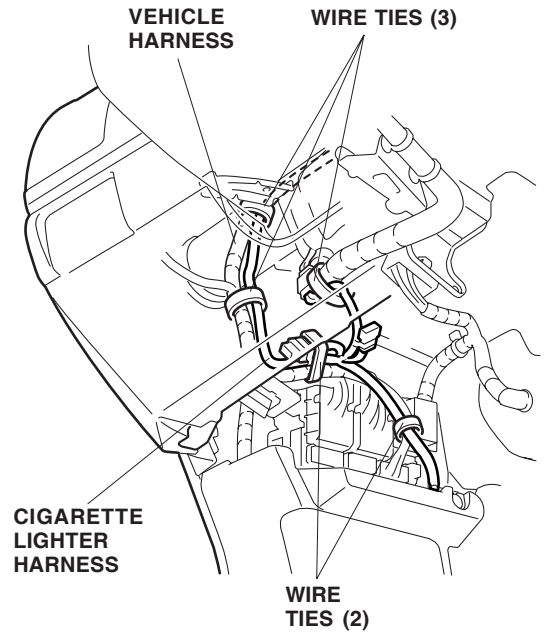 VEHICLE
HARNESS
WIRE TIES (3)
CIGARETTE
LIGHTER
HARNESS
WIRE
TIES (2)